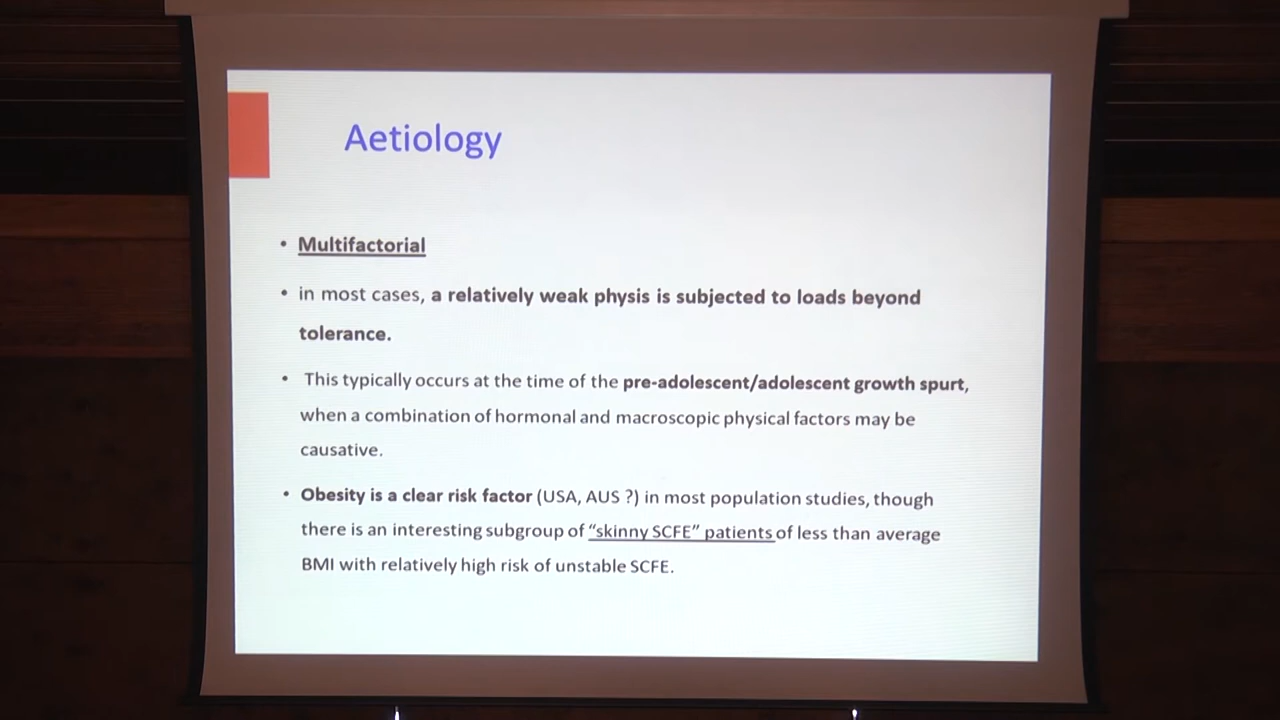 Aetiology
• Multifactorial
• in most cases, a relatively weak physis is subjected to loads beyond
tolerance.
• This typically occurs at the time of the pre-adolescent/adolescent growth spurt,
when a combination of hormonal and macroscopic physical factors may be
causative.
• Obesity is a clear risk factor (USA, AUS ?) in most population studies, though
there is an interesting subgroup of “skinny SCFE” patients of less than average
BMI with relatively high risk of unstable SCFE.